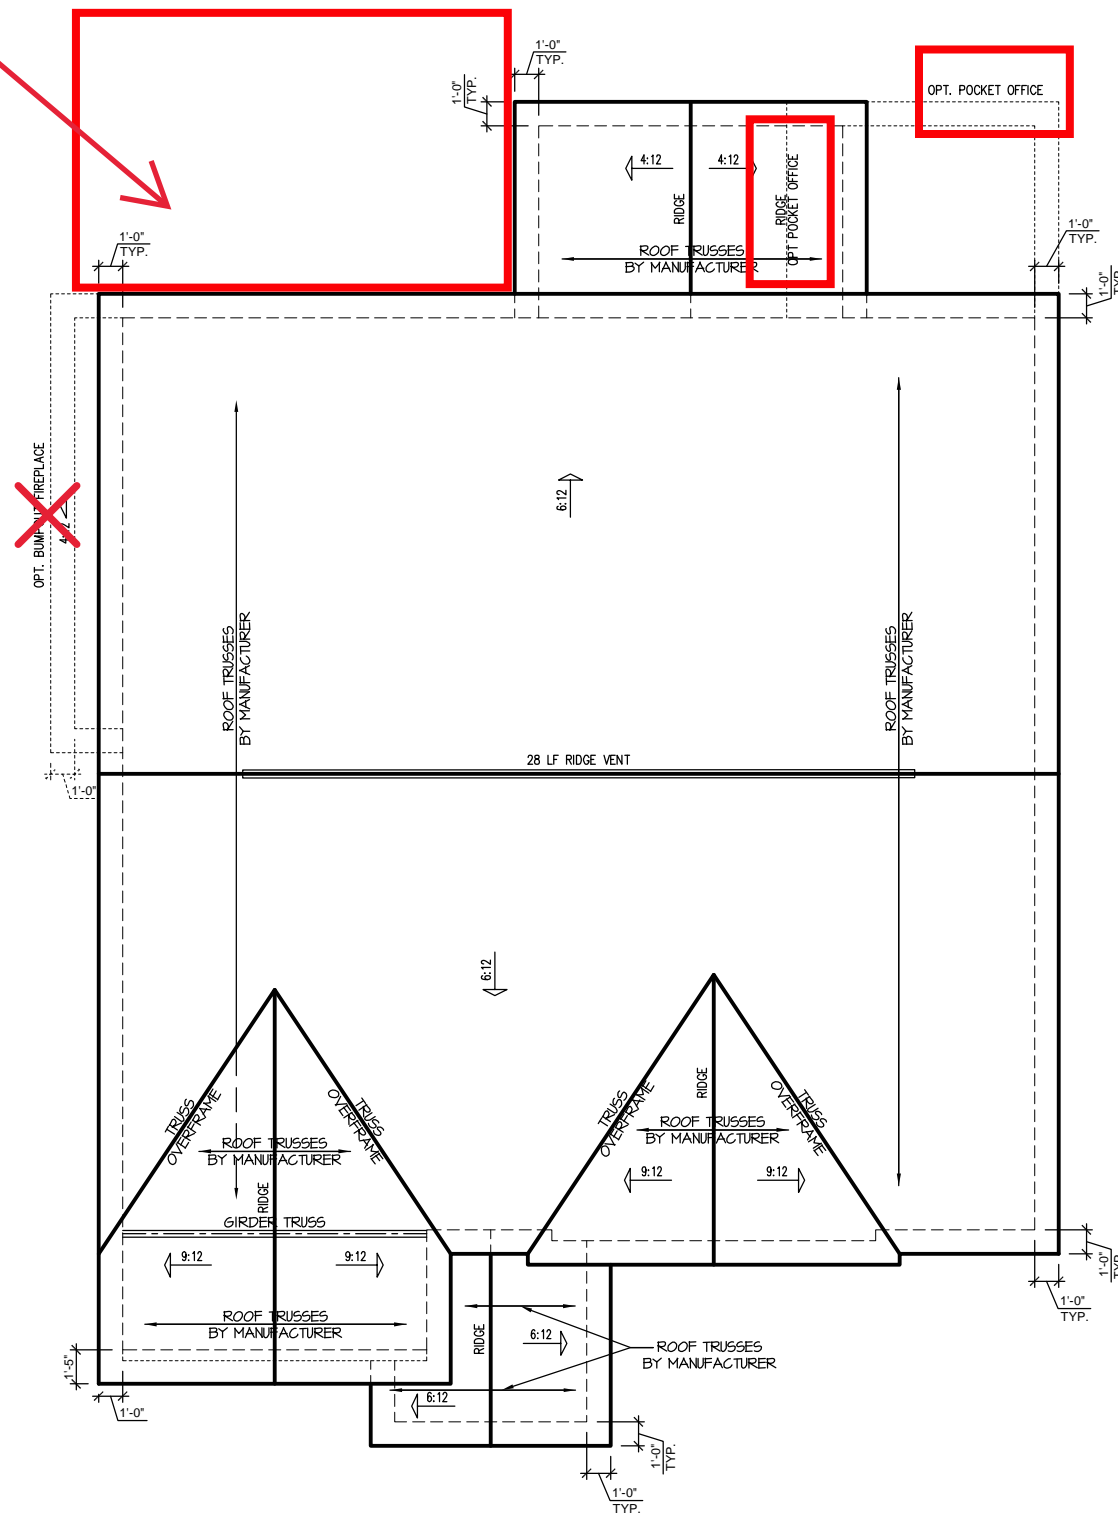 1'-0"
TYP.
1'-0"
TYP.
OPT. POCKET OFFICE
4:12
4:12
RIDGE
RIDGE
OPT POCKET OFFICE
ROOF TRUSSES
BY MANUFACTURER
1'-0"
TYP.
1'-0"
TYP.
1'-0"
TYP.
OPT. BUMPOUT FIREPLACE
4:12
6:12
ROOF TRUSSES
BY MANUFACTURER
ROOF TRUSSES
BY MANUFACTURER
28 LF RIDGE VENT
1'-0"
6:12
TRUSS
OVERFRAME
TRUSS
OVERFRAME
ROOF TRUSSES
BY MANUFACTURER
RIDGE
GIRDER TRUSS
9:12
9:12
ROOF TRUSSES
BY MANUFACTURER
TRUSS
OVERFRAME
TRUSS
OVERFRAME
RIDGE
ROOF TRUSSES
BY MANUFACTURER
9:12
9:12
1'-0"
TYP.
1'-0"
TYP.
RIDGE
6:12
ROOF TRUSSES
BY MANUFACTURER
6:12
1'-5"
1'-0"
1'-0"
TYP.
1'-0"
TYP.